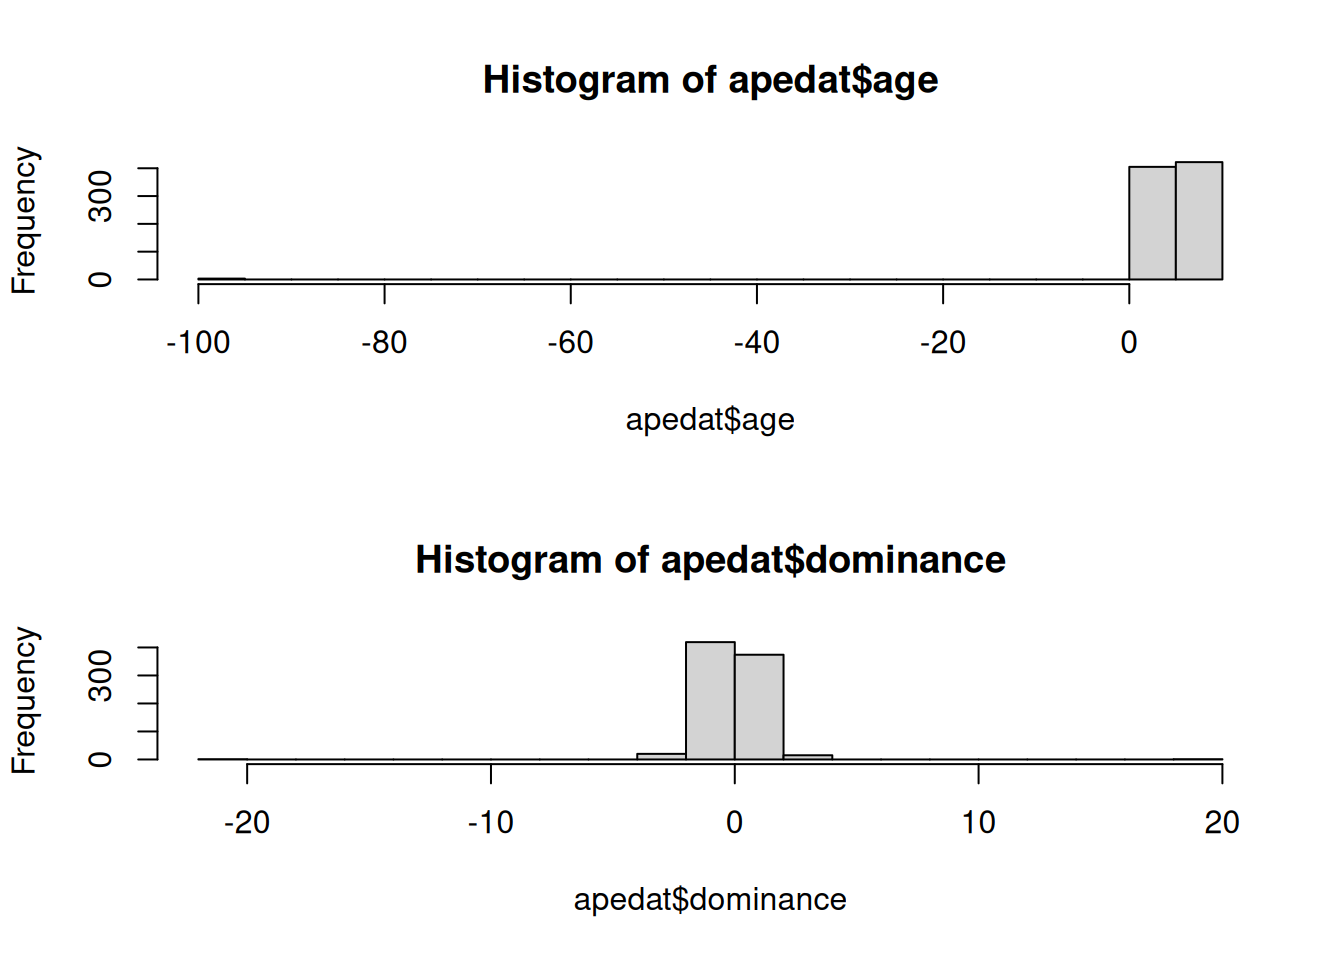 Histogram of apedat$age
Frequency
300
0
-100 -80 -60 -40 -20 0
apedat$age
Histogram of apedat$dominance
Frequency
300
0
-20 -10 0 10 20
apedat$dominance